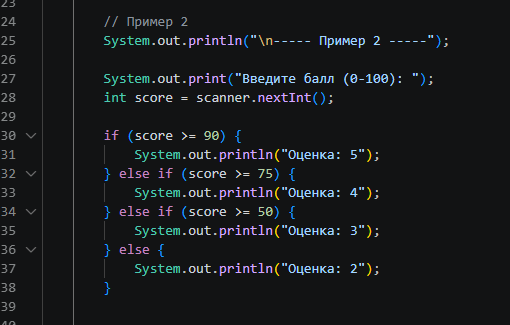 23
24 // Пример 2
25 System.out.println("\n----- Пример 2 -----");
26
27 System.out.print("Введите балл (0-100): ");
28 int score = scanner.nextInt();
29
30 if (score >= 90) {
31 System.out.println("Оценка: 5");
32 } else if (score >= 75) {
33 System.out.println("Оценка: 4");
34 } else if (score >= 50) {
35 System.out.println("Оценка: 3");
36 } else {
37 System.out.println("Оценка: 2");
38 }
39